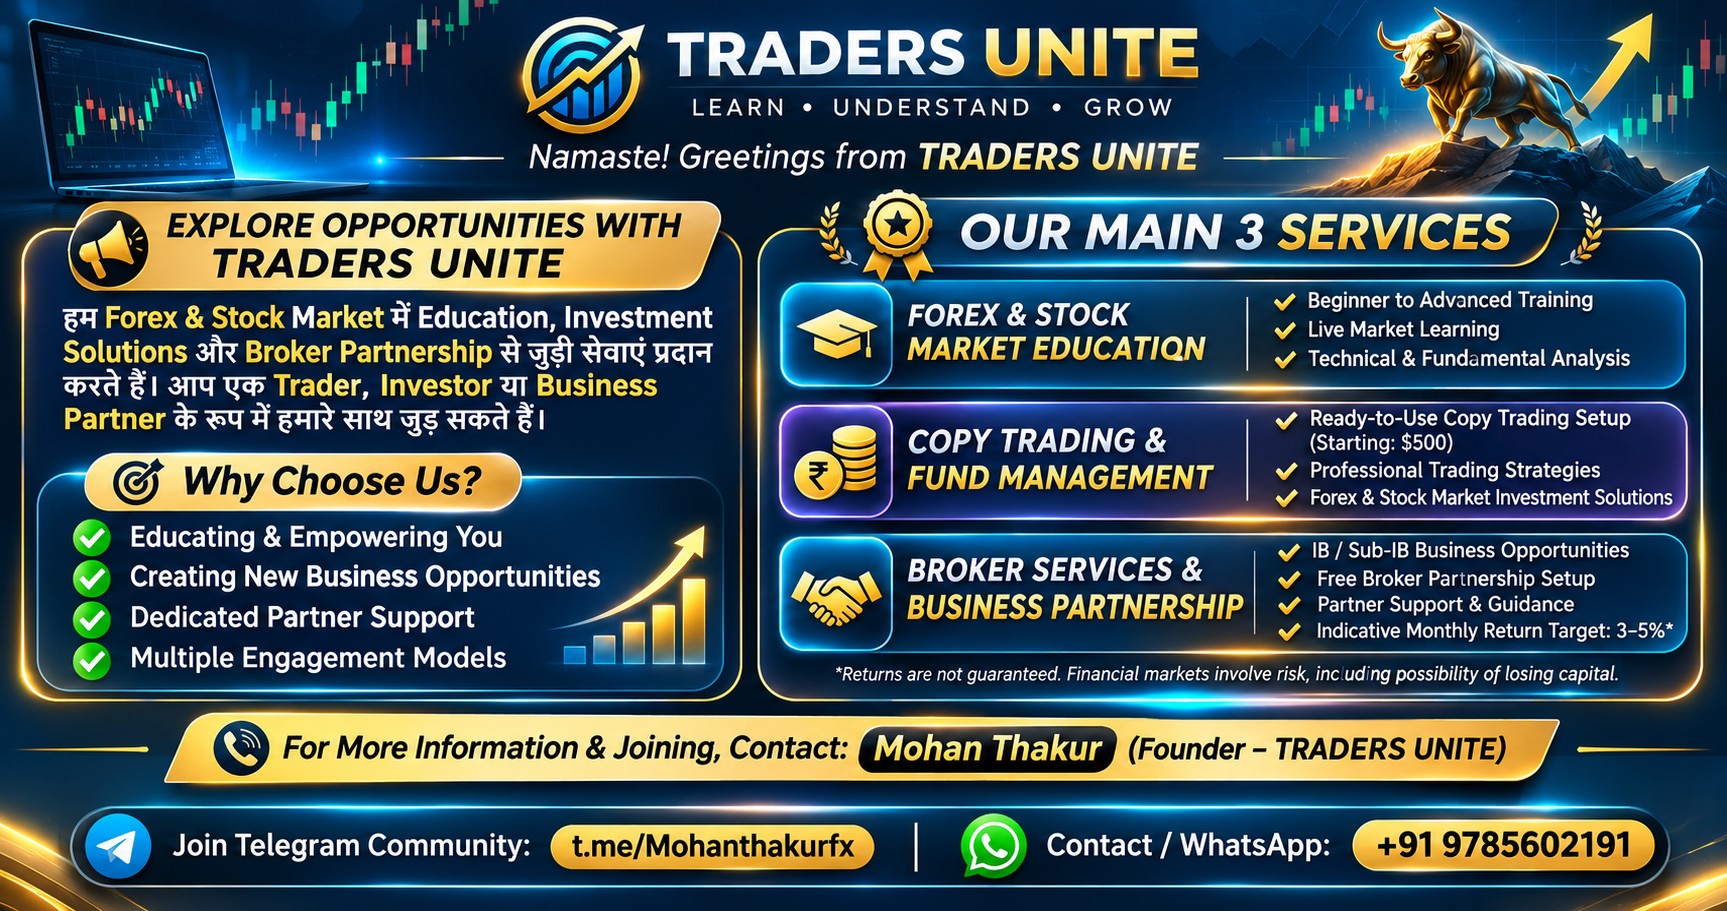 TRADERS UNITE
LEARN • UNDERSTAND • GROW
Namaste! Greetings from TRADERS UNITE
EXPLORE OPPORTUNITIES WITH
TRADERS UNITE
हम Forex & Stock Market में Education, Investment
Solutions और Broker Partnership से जुड़ी सेवाएं प्रदान
करते हैं। आप एक Trader, Investor या Business
Partner के रूप में हमारे साथ जुड़ सकते हैं।
Why Choose Us?
Educating & Empowering You
Creating New Business Opportunities
Dedicated Partner Support
Multiple Engagement Models
OUR MAIN 3 SERVICES
FOREX & STOCK
MARKET EDUCATION
Beginner to Advanced Training
Live Market Learning
Technical & Fundamental Analysis
₹
COPY TRADING &
FUND MANAGEMENT
Ready-to-Use Copy Trading Setup
(Starting: $500)
Professional Trading Strategies
Forex & Stock Market Investment Solutions
BROKER SERVICES &
BUSINESS PARTNERSHIP
IB / Sub-IB Business Opportunities
Free Broker Partnership Setup
Partner Support & Guidance
Indicative Monthly Return Target: 3–5%*
*Returns are not guaranteed. Financial markets involve risk, including possibility of losing capital.
For More Information & Joining, Contact: Mohan Thakur (Founder – TRADERS UNITE)
Join Telegram Community: t.me/Mohanthakurfx
Contact / WhatsApp: +91 9785602191